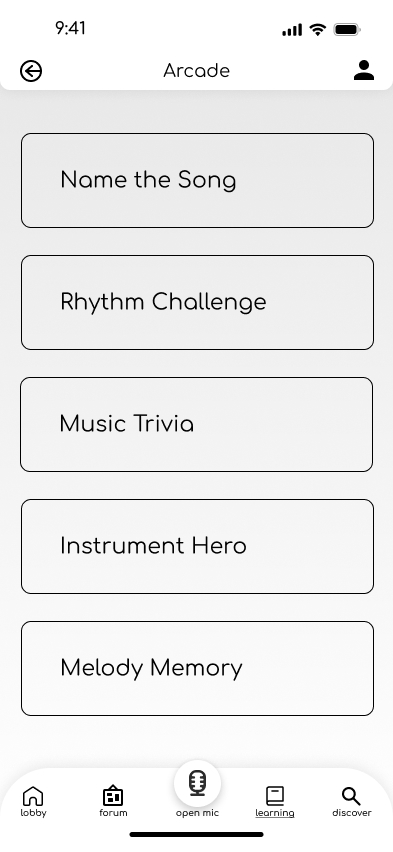 9:41
Arcade
Name the Song
Rhythm Challenge
Music Trivia
Instrument Hero
Melody Memory
lobby forum open mic learning discover